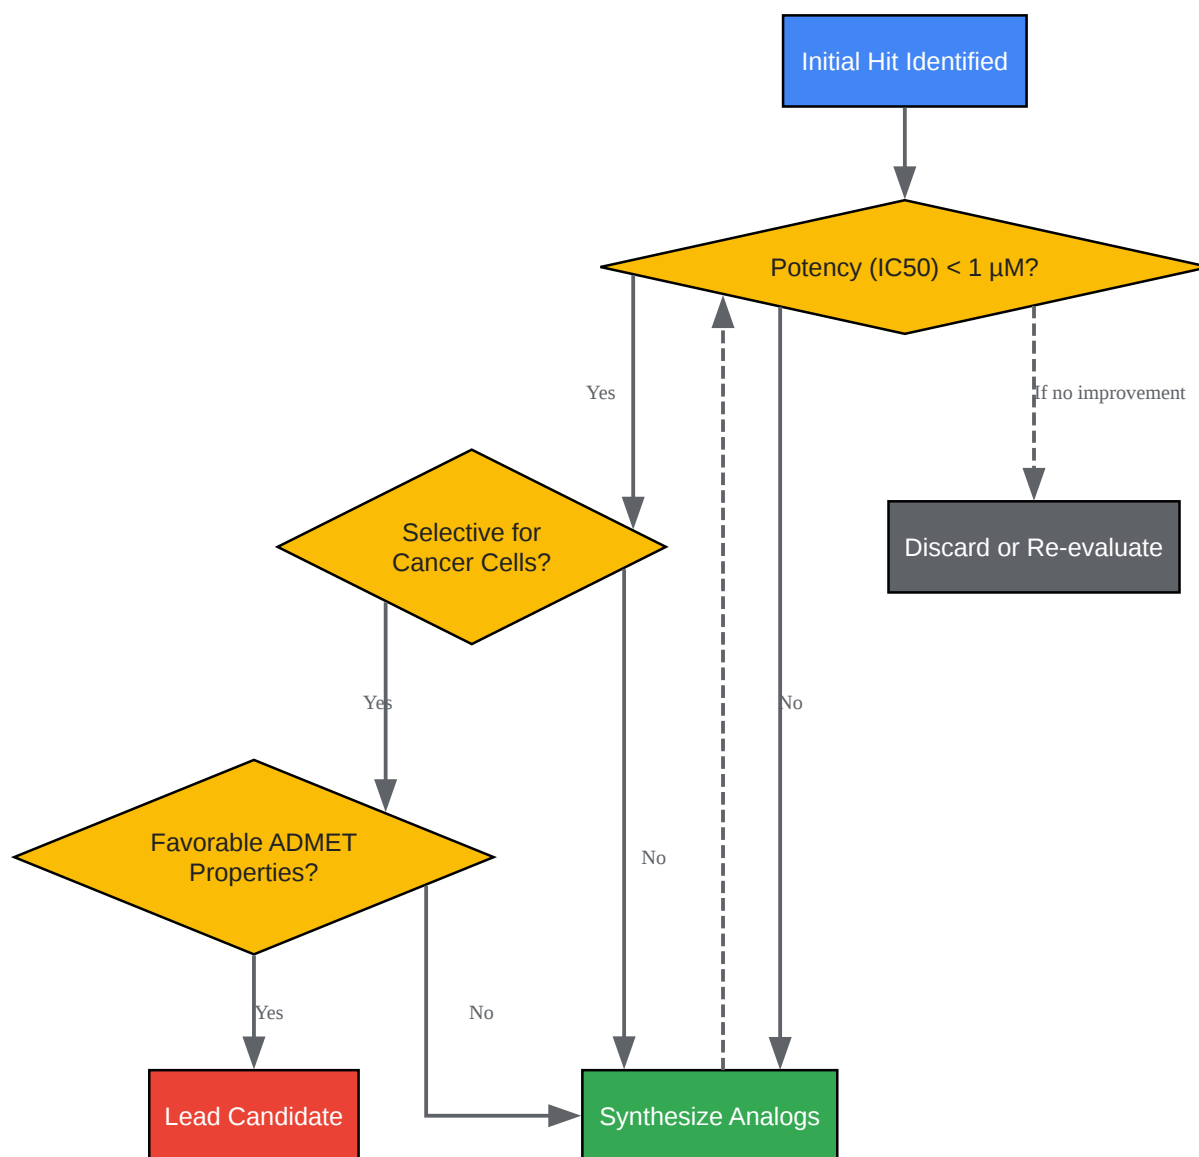 Initial Hit Identified
Potency (IC50) < 1 µM?
Yes
If no improvement
Selective for
Cancer Cells?
Discard or Re-evaluate
Yes
No
Favorable ADMET
Properties?
No
Yes
No
Lead Candidate
Synthesize Analogs